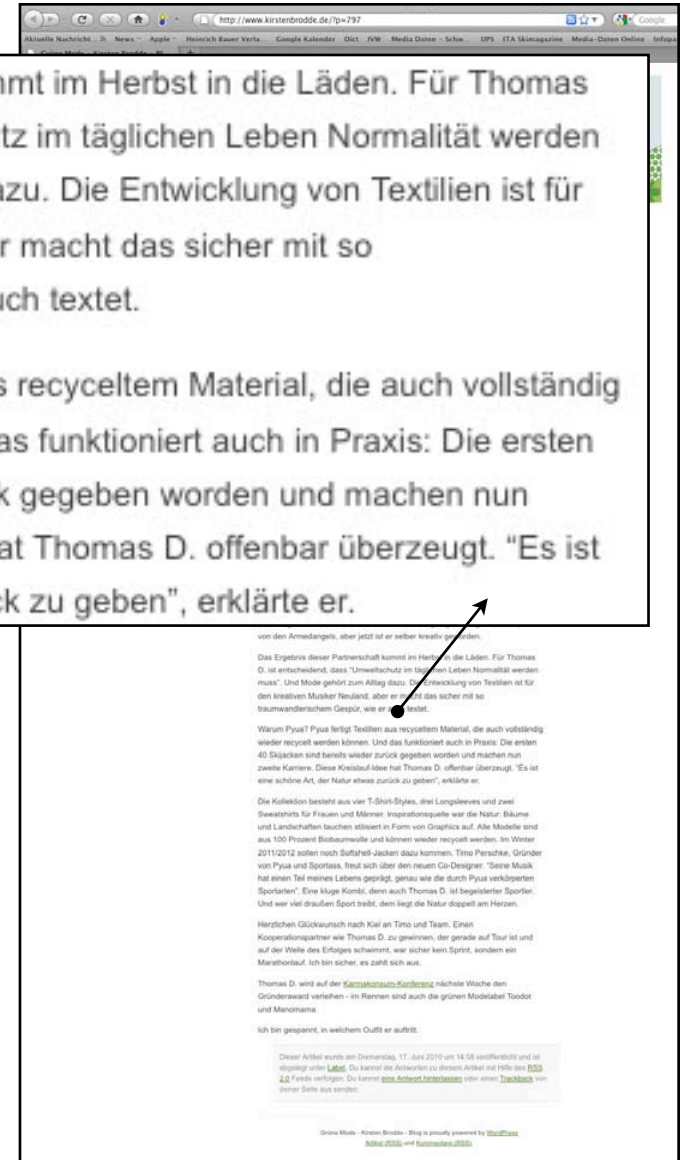 http://www.kirstenbrodde.de/?p=797
Google
Aktuelle Nachricht... News Apple Heinrich Bauer Verla... Google Kalender Dict IVW Media Daten - Schw... UPS ITA Skimagazine Media-Daten Online Infopa
Grüne Mode - Kirsten Brodde - Bl...
mmt im Herbst in die Läden. Für Thomas
tz im täglichen Leben Normalität werden
azu. Die Entwicklung von Textilien ist für
r macht das sicher mit so
uch textet.
s recyceltem Material, die auch vollständig
as funktioniert auch in Praxis: Die ersten
k gegeben worden und machen nun
at Thomas D. offenbar überzeugt. “Es ist
ck zu geben”, erklärte er.
von den Armedangels, aber jetzt ist er selber kreativ geworden.
Das Ergebnis dieser Partnerschaft kommt im Herbst in die Läden. Für Thomas
D. ist entscheidend, dass “Umweltschutz im täglichen Leben Normalität werden
muss”. Und Mode gehört zum Alltag dazu. Die Entwicklung von Textilien ist für
den kreativen Musiker Neuland, aber er macht das sicher mit so
traumwandlerischem Gespür, wie er auch textet.
Warum Pyua? Pyua fertigt Textilien aus recyceltem Material, die auch vollständig
wieder recycelt werden können. Und das funktioniert auch in Praxis: Die ersten
40 Skijacken sind bereits wieder zurück gegeben worden und machen nun
zweite Karriere. Diese Kreislauf-Idee hat Thomas D. offenbar überzeugt. “Es ist
eine schöne Art, der Natur etwas zurück zu geben”, erklärte er.
Die Kollektion besteht aus vier T-Shirt-Styles, drei Longsleeves und zwei
Sweatshirts für Frauen und Männer. Inspirationsquelle war die Natur: Bäume
und Landschaften tauchen stilisiert in Form von Graphics auf. Alle Modelle sind
aus 100 Prozent Biobaumwolle und können wieder recycelt werden. Im Winter
2011/2012 sollen noch Softshell-Jacken dazu kommen. Timo Perschke, Gründer
von Pyua und Sportass, freut sich über den neuen Co-Designer. “Seine Musik
hat einen Teil meines Lebens geprägt, genau wie die durch Pyua verkörperten
Sportarten”. Eine kluge Kombi, denn auch Thomas D. ist begeisterter Sportler.
Und wer viel draußen Sport treibt, dem liegt die Natur doppelt am Herzen.
Herzlichen Glückwunsch nach Kiel an Timo und Team. Einen
Kooperationspartner wie Thomas D. zu gewinnen, der gerade auf Tour ist und
auf der Welle des Erfolges schwimmt, war sicher kein Sprint, sondern ein
Marathonlauf. Ich bin sicher, es zahlt sich aus.
Thomas D. wird auf der Karmakonsum-Konferenz nächste Woche den
Gründeraward verleihen - im Rennen sind auch die grünen Modelabel Toodot
und Manomama.
Ich bin gespannt, in welchem Outfit er auftritt.
Dieser Artikel wurde am Donnerstag, 17. Juni 2010 um 14:58 veröffentlicht und ist
abgelegt unter Label. Du kannst die Antworten zu diesem Artikel mit Hilfe des RSS
2.0 Feeds verfolgen. Du kannst eine Antwort hinterlassen oder einen Trackback von
deiner Seite aus senden.
Grüne Mode - Kirsten Brodde - Blog is proudly powered by WordPress
Artikel (RSS) und Kommentare (RSS)